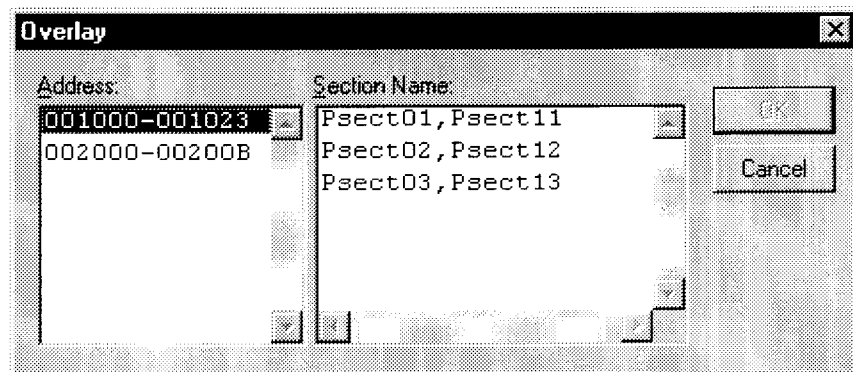 Overlay
Address:
Section Name:
001000-001023
002000-00200B
Psect01,Psect11
Psect02,Psect12
Psect03,Psect13
OK
Cancel